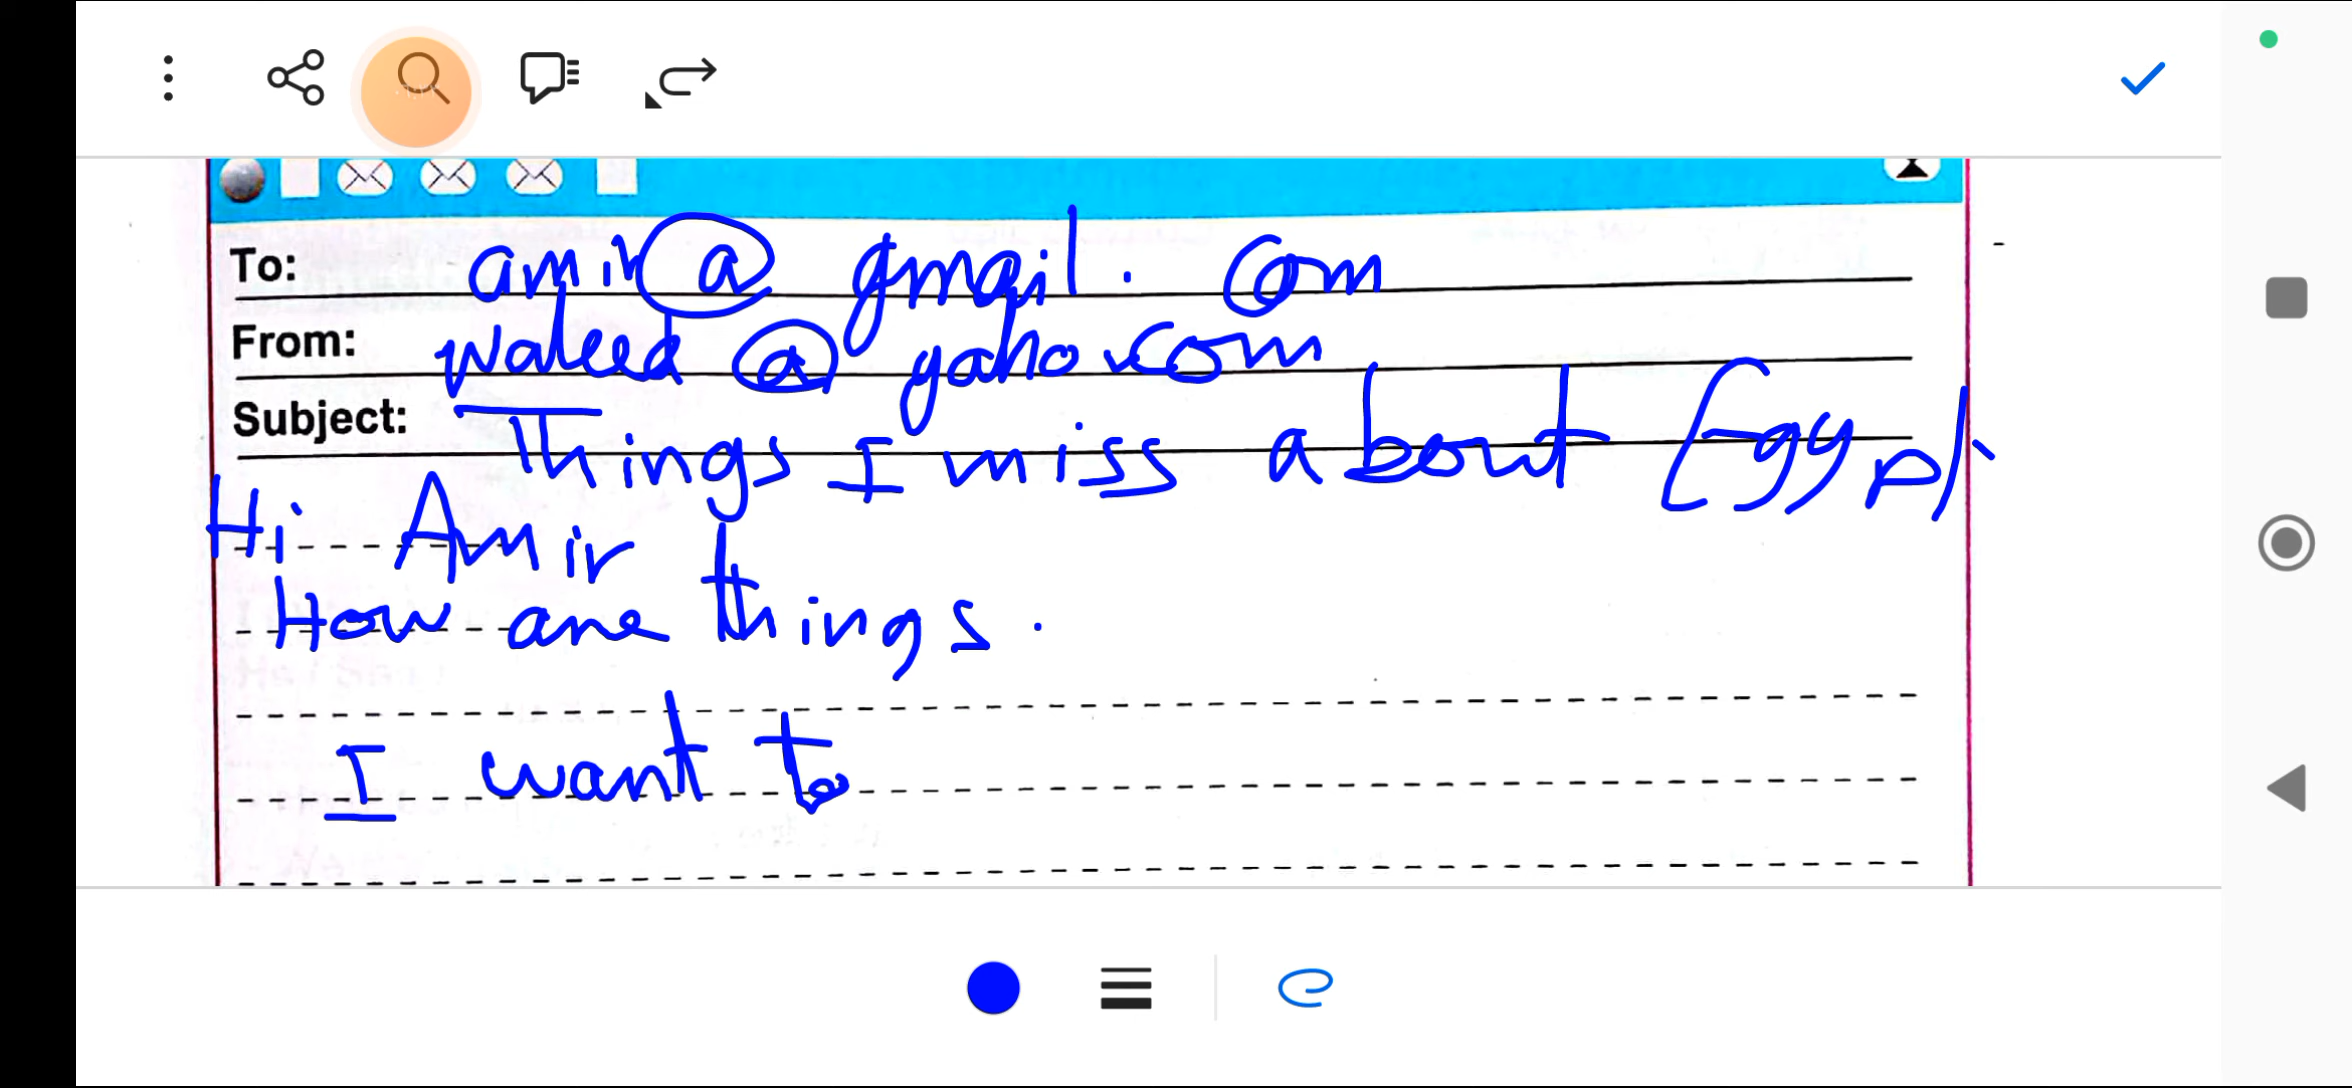 To: amir@gmail.com
From: waleed@yaho.com
Subject: Things I miss about Egypt
Hi Amir
How are things.
I want to